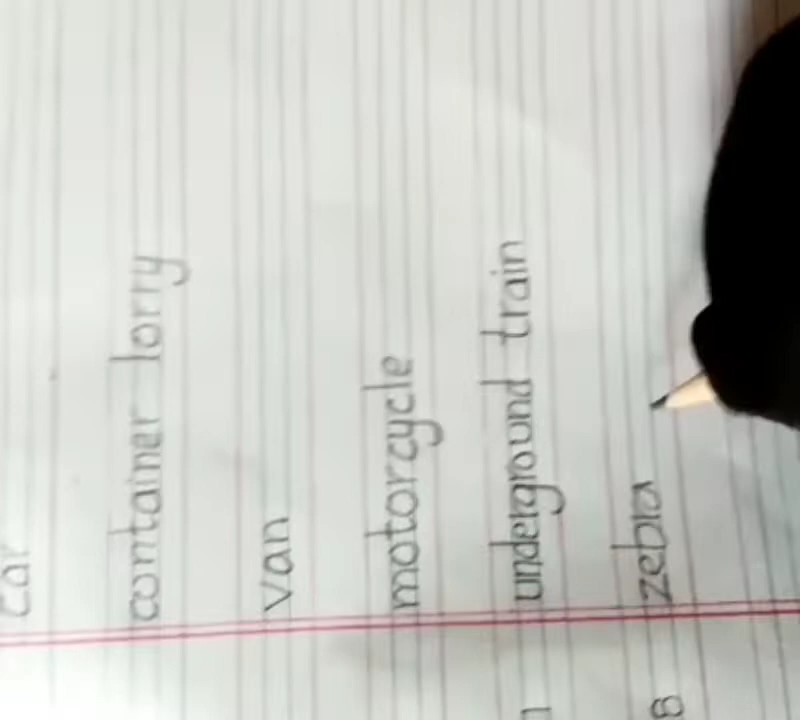 car
container lorry
van
motorcycle
underground train
8 zebra